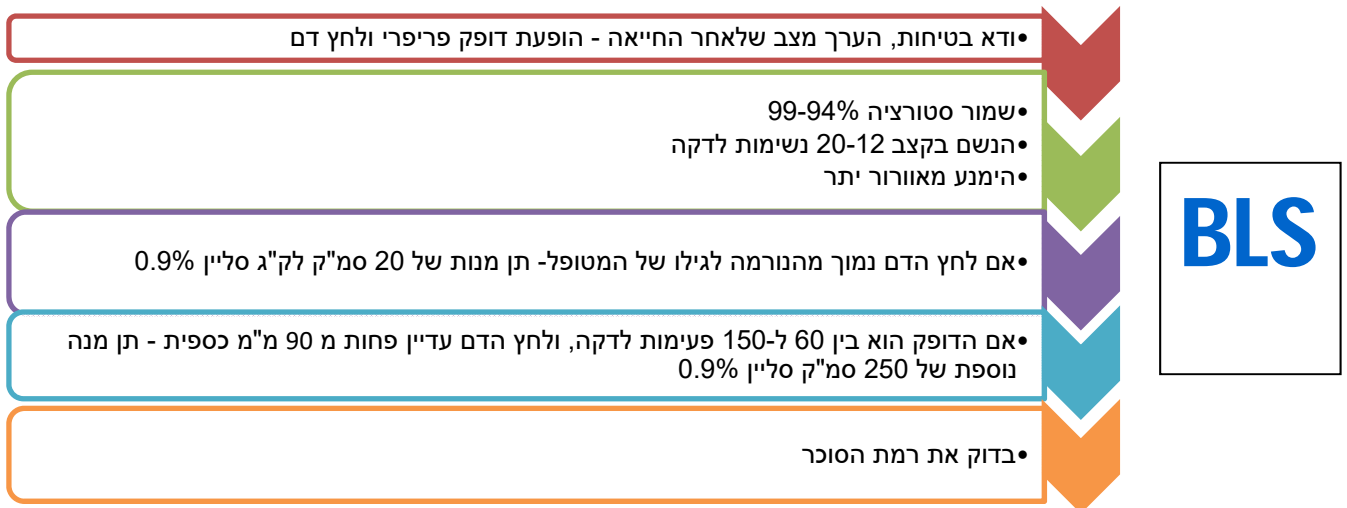 •ודא בטיחות, הערך מצב שלאחר החייאה - הופעת דופק פריפרי ולחץ דם
•שמור סטורציה 99-94%
•הנשם בקצב 20-12 נשימות לדקה
•הימנע מאוורור יתר
•אם לחץ הדם נמוך מהנורמה לגילו של המטופל- תן מנות של 20 סמ"ק לק"ג סליין 0.9%
•אם הדופק הוא בין 60 ל-150 פעימות לדקה, ולחץ הדם עדיין פחות מ 90 מ"מ כספית - תן מנה
נוספת של 250 סמ"ק סליין 0.9%
•בדוק את רמת הסוכר
BLS